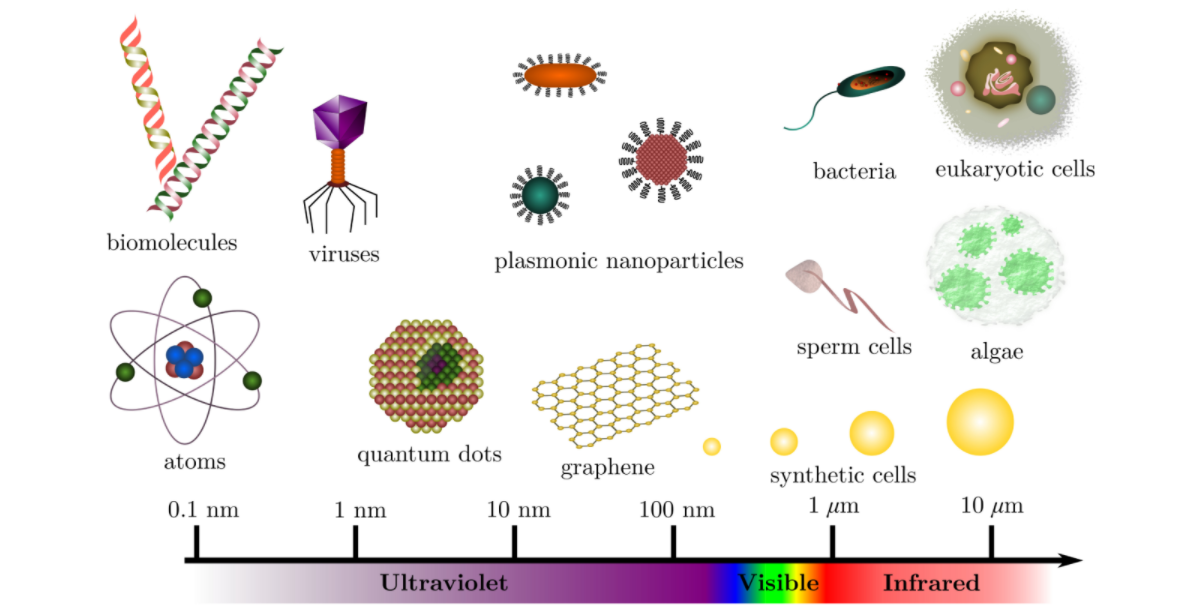 biomolecules
viruses
plasmonic nanoparticles
bacteria
eukaryotic cells
atoms
quantum dots
graphene
sperm cells
algae
synthetic cells
0.1 nm
1 nm
10 nm
100 nm
1 μm
10 μm
Ultraviolet
Visible
Infrared